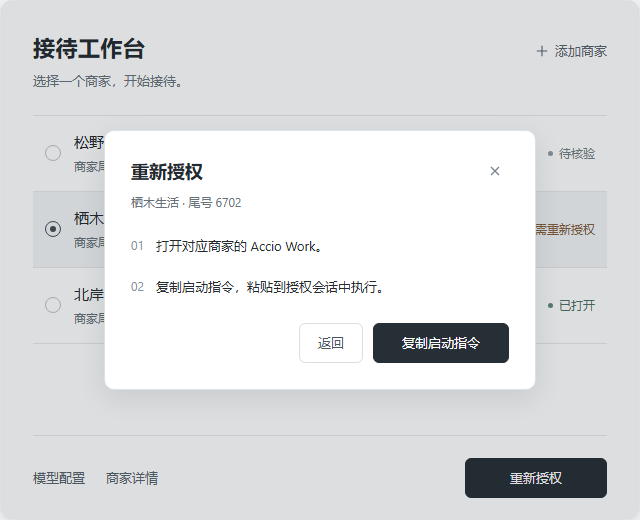 接待工作台
添加商家
选择一个商家，开始接待。
松野
商家尾
待核验
重新授权
栖木生活 · 尾号 6702
栖木
商家尾
需重新授权
01 打开对应商家的 Accio Work。
02 复制启动指令，粘贴到授权会话中执行。
北岸
商家尾
已打开
返回
复制启动指令
模型配置
商家详情
重新授权